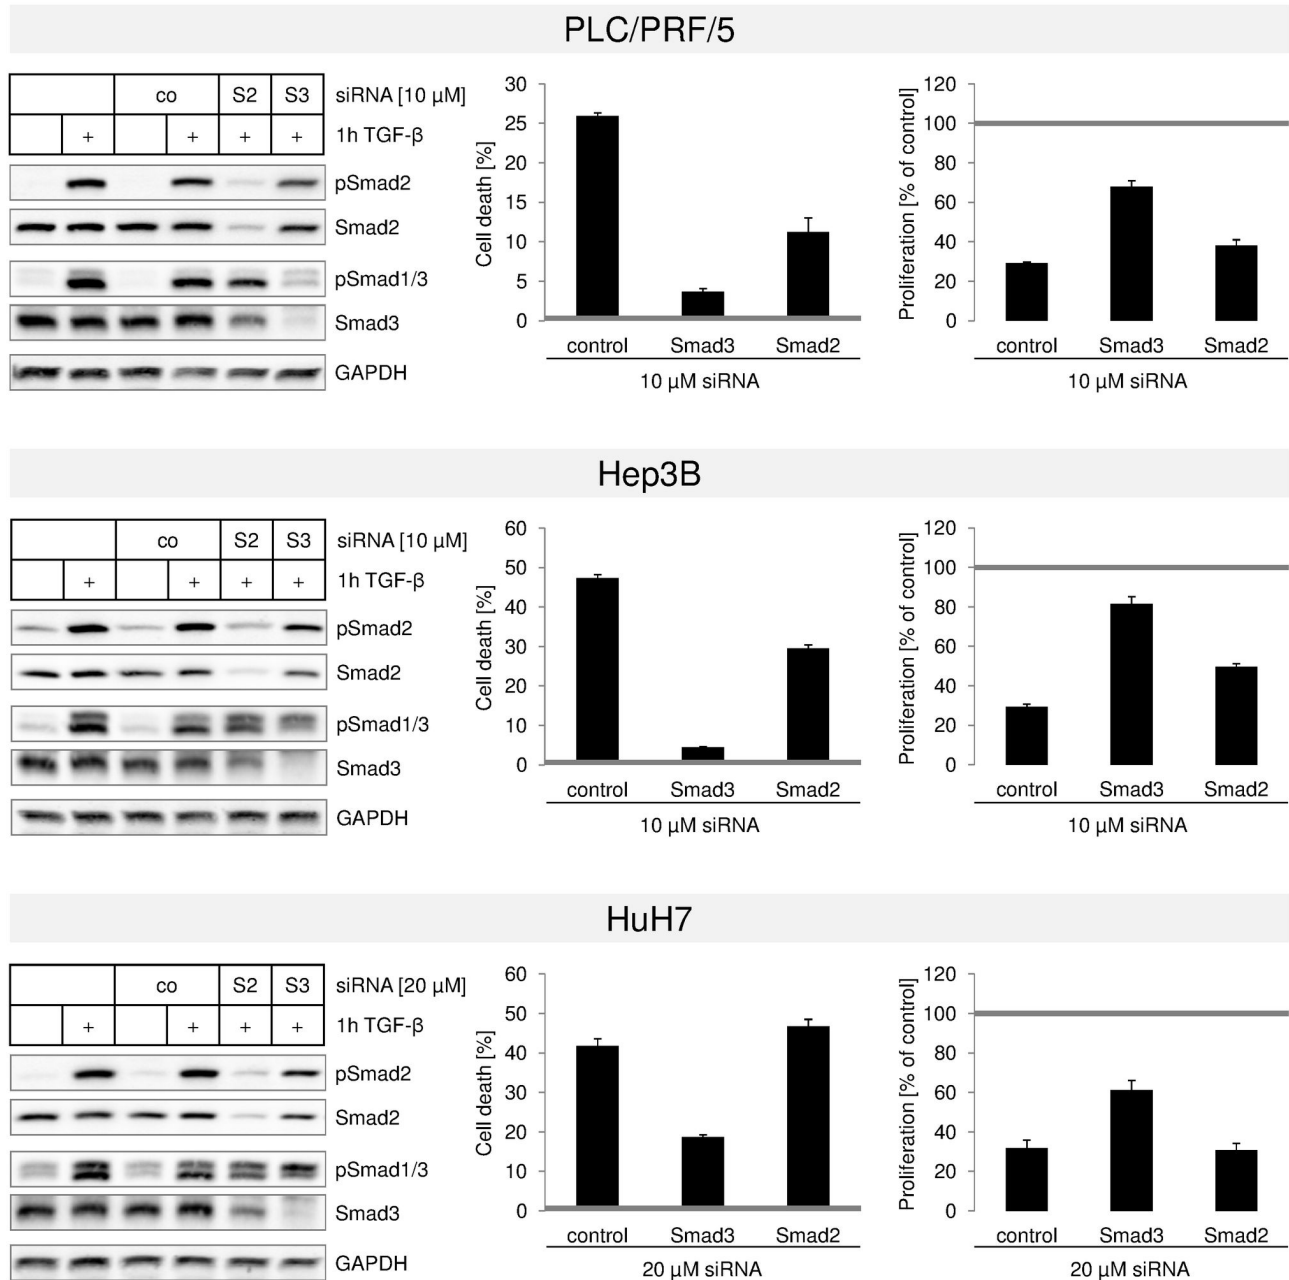 PLC/PRF/5
co S2 S3 siRNA [10 µM]
+ + + + 1h TGF-β
pSmad2
Smad2
pSmad1/3
Smad3
GAPDH
Cell death [%]
30
25
20
15
10
5
0
control Smad3 Smad2
10 µM siRNA
Proliferation [% of control]
120
100
80
60
40
20
0
control Smad3 Smad2
10 µM siRNA
Hep3B
co S2 S3 siRNA [10 µM]
+ + + + 1h TGF-β
pSmad2
Smad2
pSmad1/3
Smad3
GAPDH
Cell death [%]
60
50
40
30
20
10
0
control Smad3 Smad2
10 µM siRNA
Proliferation [% of control]
120
100
80
60
40
20
0
control Smad3 Smad2
10 µM siRNA
HuH7
co S2 S3 siRNA [20 µM]
+ + + + 1h TGF-β
pSmad2
Smad2
pSmad1/3
Smad3
GAPDH
Cell death [%]
60
50
40
30
20
10
0
control Smad3 Smad2
20 µM siRNA
Proliferation [% of control]
120
100
80
60
40
20
0
control Smad3 Smad2
20 µM siRNA